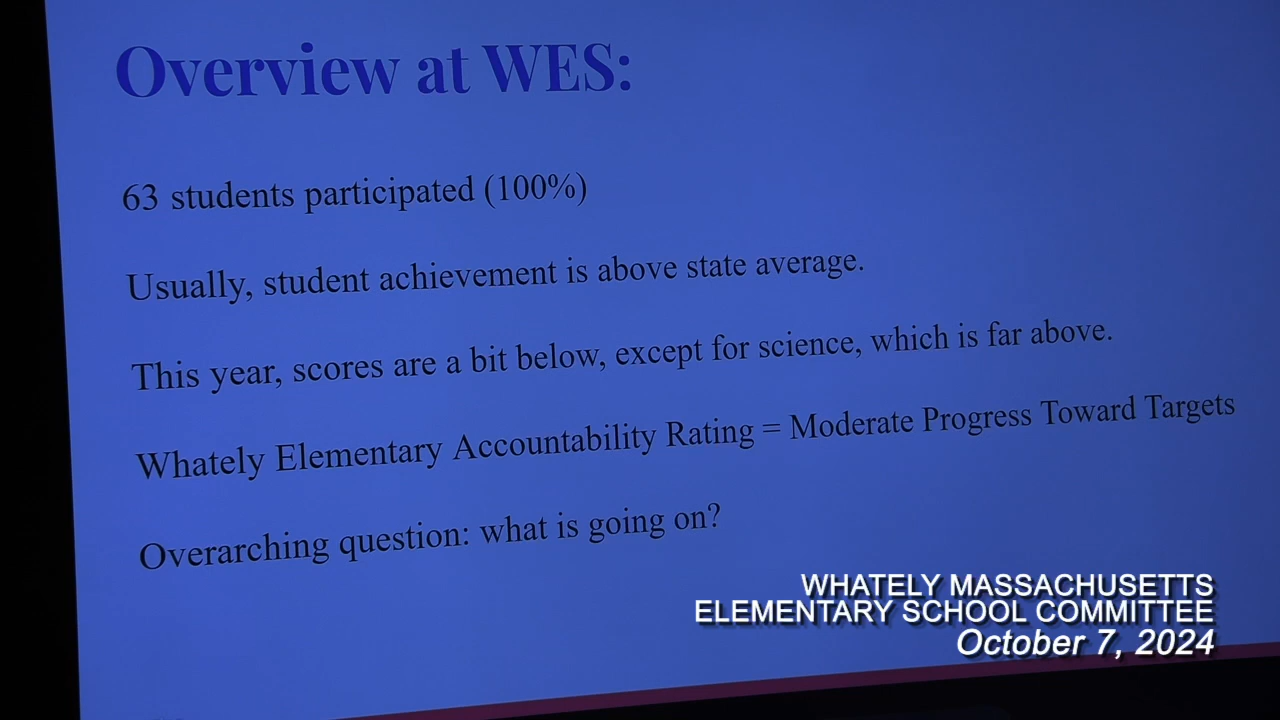 Overview at WES:
63 students participated (100%)
Usually, student achievement is above state average.
This year, scores are a bit below, except for science, which is far above.
Whately Elementary Accountability Rating = Moderate Progress Toward Targets
Overarching question: what is going on?
WHATELY MASSACHUSETTS
ELEMENTARY SCHOOL COMMITTEE
October 7, 2024